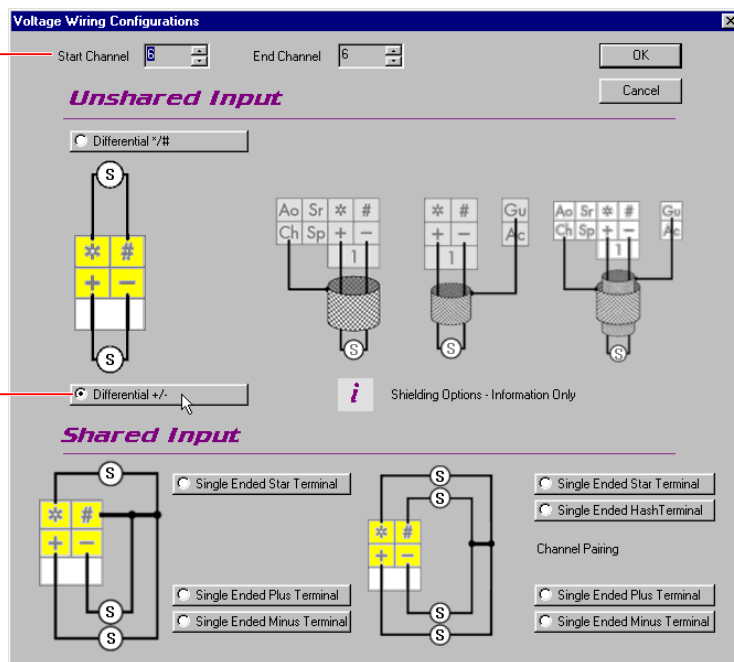 Voltage Wiring Configurations
Start Channel 6 End Channel 6 OK
Cancel
Unshared Input
Differential */#
S
* #
+ −
S
Ao Sr * #
Ch Sp + −
1
S
* #
+ −
1
Gu
Ac
S
Ao Sr * #
Ch Sp + −
1
Gu
Ac
S
Differential +/-
i Shielding Options - Information Only
Shared Input
S
* #
+ −
S
S
Single Ended Star Terminal
Single Ended Plus Terminal
Single Ended Minus Terminal
S
S
* #
+ −
S
S
Single Ended Star Terminal
Single Ended HashTerminal
Channel Pairing
Single Ended Plus Terminal
Single Ended Minus Terminal